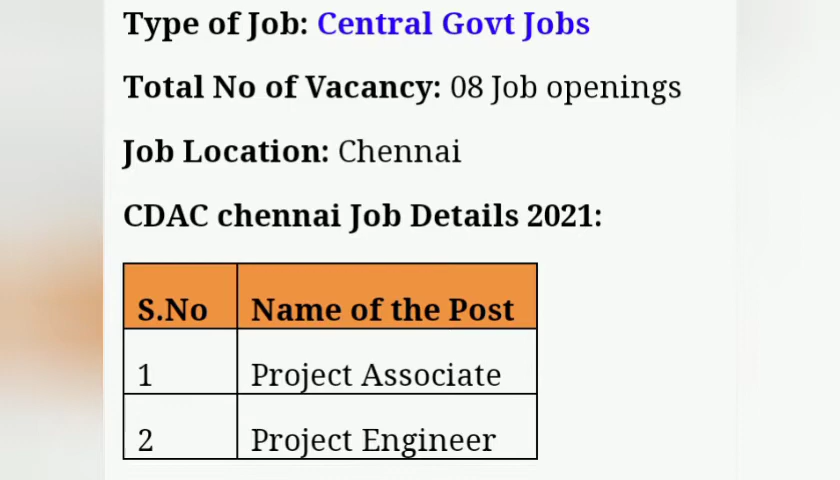 Type of Job: Central Govt Jobs
Total No of Vacancy: 08 Job openings
Job Location: Chennai
CDAC chennai Job Details 2021:
S.No Name of the Post
1 Project Associate
2 Project Engineer